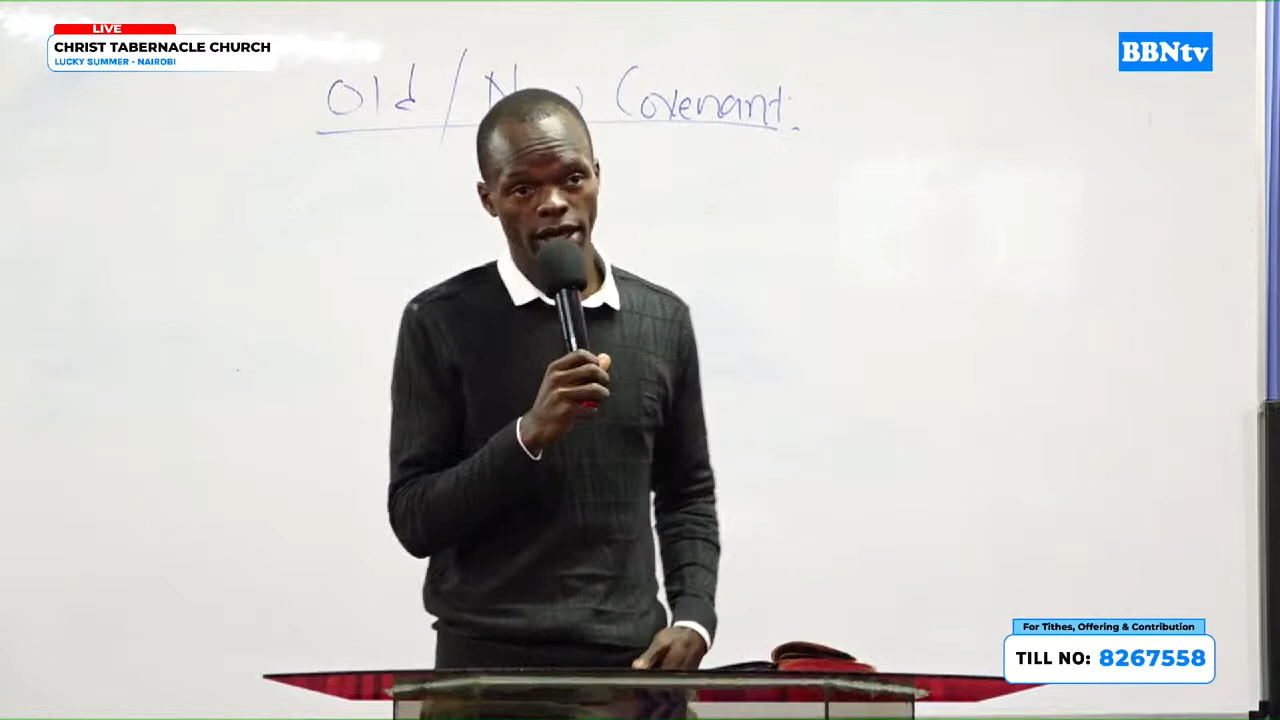 LIVE
CHRIST TABERNACLE CHURCH
LUCKY SUMMER - NAIROBI
BBNtv
Old / Covenant.
For Tithes, Offering & Contribution
TILL NO: 8267558